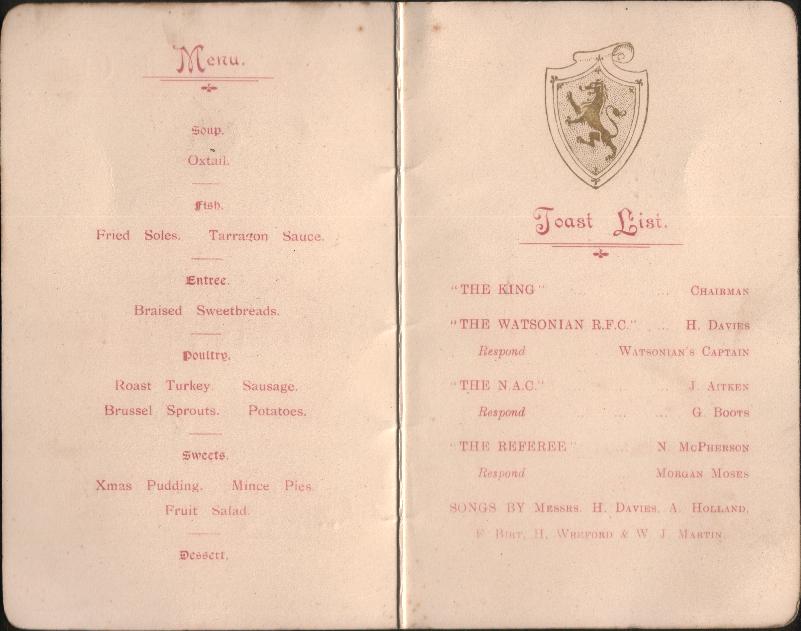 Menu.
Soup.
Oxtail.
Fish.
Fried Soles. Tarragon Sauce.
Entree.
Braised Sweetbreads.
Poultry.
Roast Turkey. Sausage.
Brussel Sprouts. Potatoes.
Sweets.
Xmas Pudding. Mince Pies.
Fruit Salad.
Dessert.
Toast List.
"THE KING" ... ... CHAIRMAN
"THE WATSONIAN R.F.C." ... H. DAVIES
Respond ... WATSONIAN'S CAPTAIN
"THE N.A.C." ... J. AITKEN
Respond ... ... ... G. BOOTS
"THE REFEREE" ... N. McPHERSON
Respond ... MORGAN MOSES
SONGS BY MESSRS. H. DAVIES, A. HOLLAND,
F. BIRT, H. WREFORD & W. J. MARTIN.